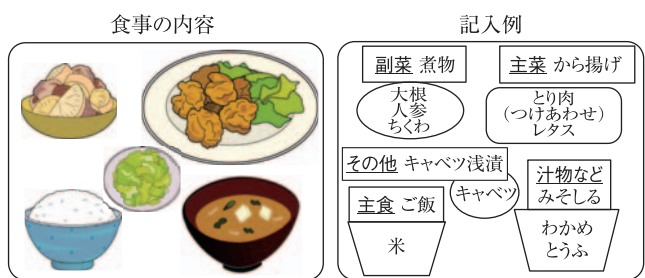 食事の内容
記入例
副菜 煮物
大根
人参
ちくわ
主菜 から揚げ
とり肉
(つけあわせ)
レタス
その他 キャベツ浅漬
キャベツ
主食 ご飯
米
汁物など
みそしる
わかめ
とうふ